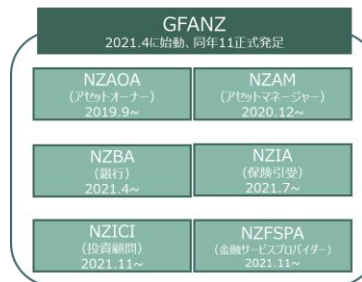 GFANZ
2021.4に始動、同年11正式発足
NZAOA
(アセットオーナー)
2019.9~
NZAM
(アセットマネージャー)
2020.12~
NZBA
(銀行)
2021.4~
NZIA
(保険引受)
2021.7~
NZICI
(投資顧問)
2021.11~
NZFSPA
(金融サービスプロバイダー)
2021.11~